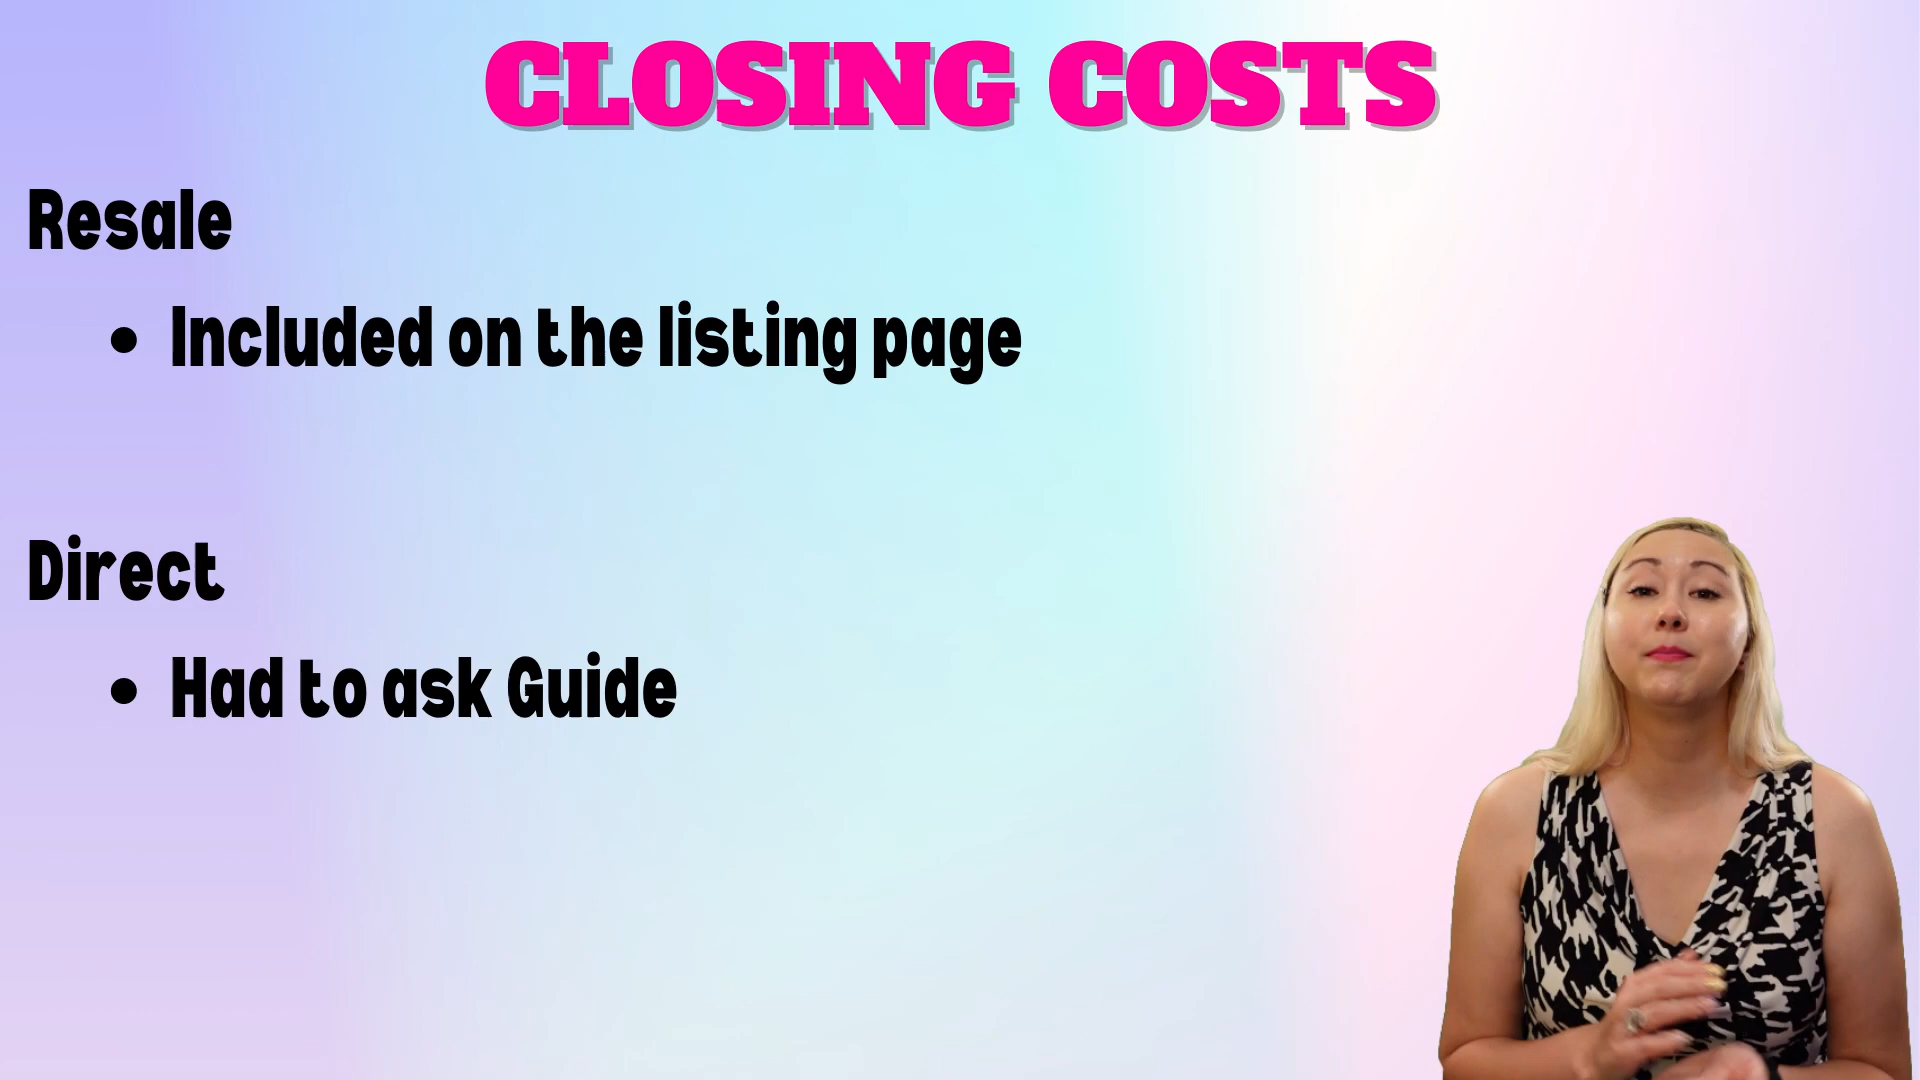 CLOSING COSTS
Resale
• Included on the listing page
Direct
• Had to ask Guide